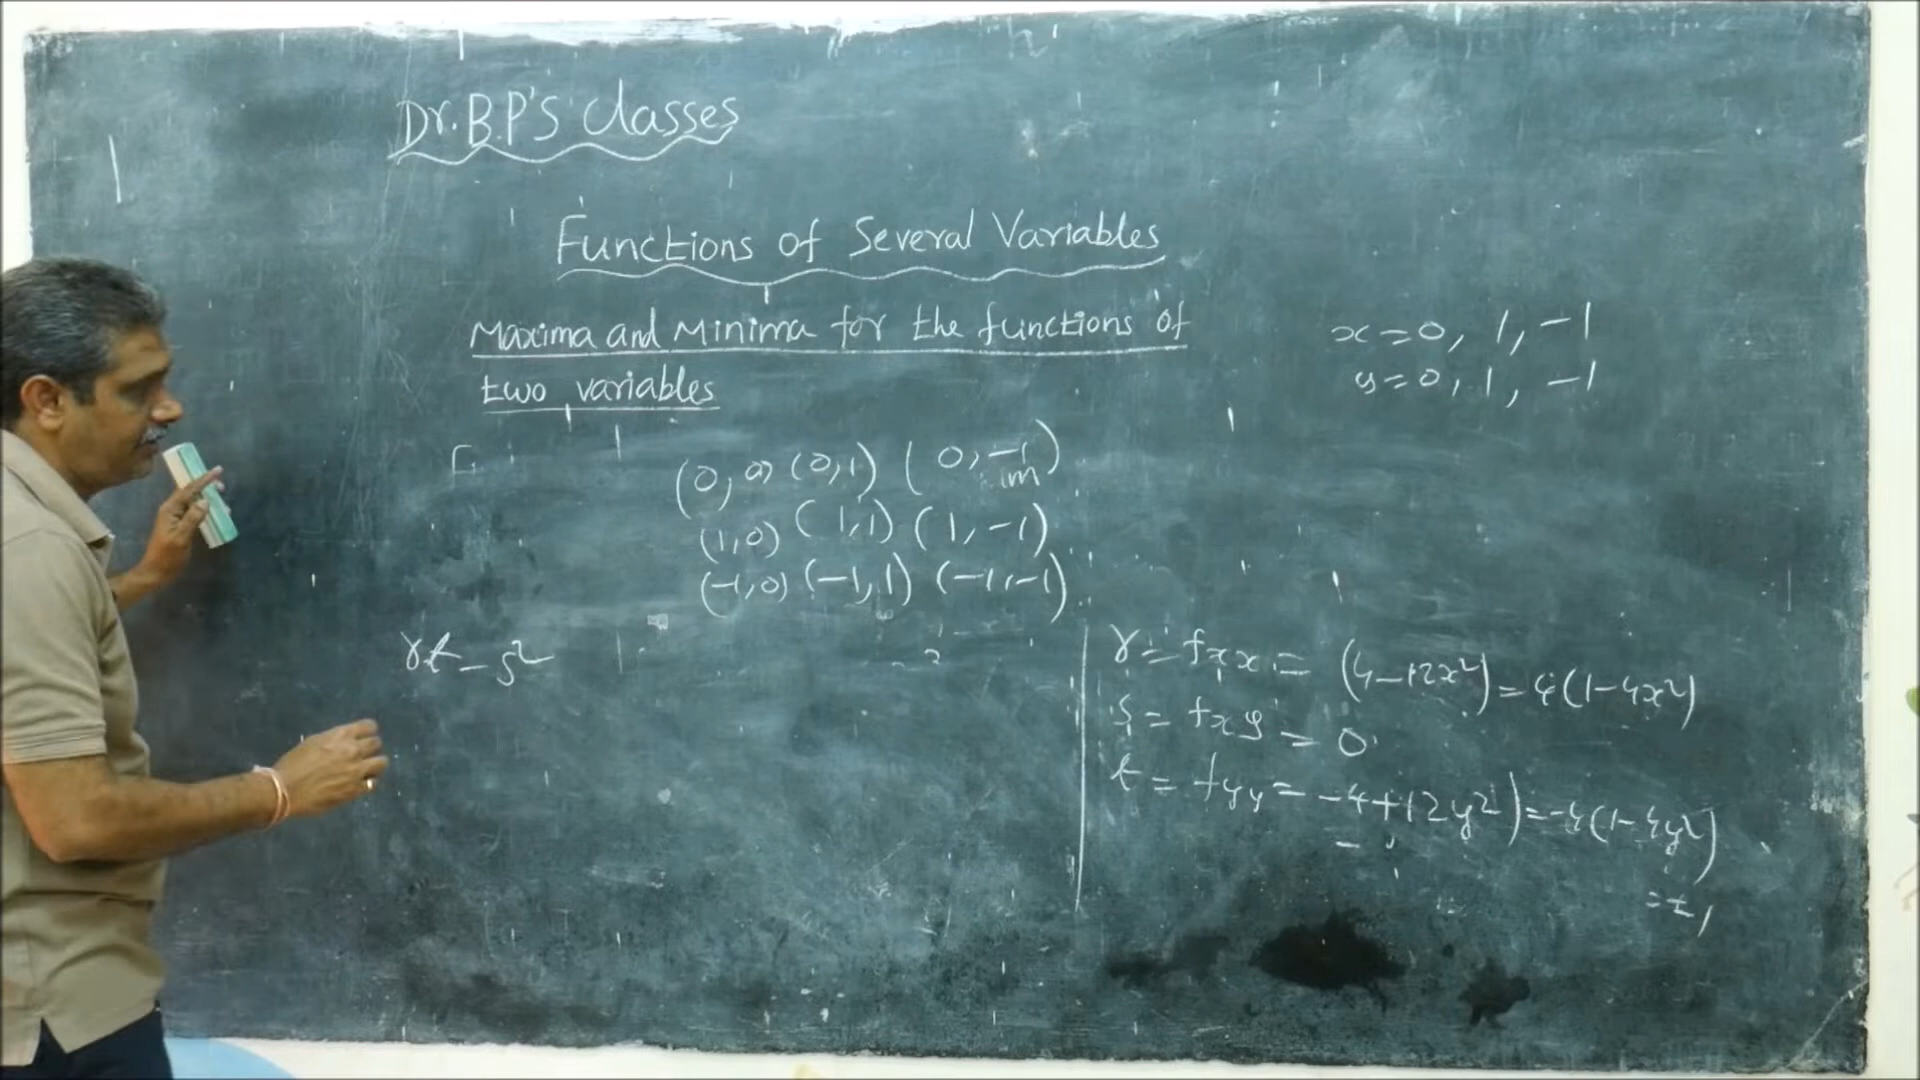 Dr. B.P'S Classes
Functions of Several Variables
Maxima and Minima for the functions of
two variables
x = 0, 1, -1
y = 0, 1, -1
(0, 0) (0,1) (0, -1)
(1,0) (1,1) (1, -1)
(-1,0) (-1,1) (-1,-1)
rt - s²
r = fxx = (4-12x²) = 4(1-4x²)
s = fxy = 0
t = fyy = -4+12y²) = -4(1-4y²)
= t,